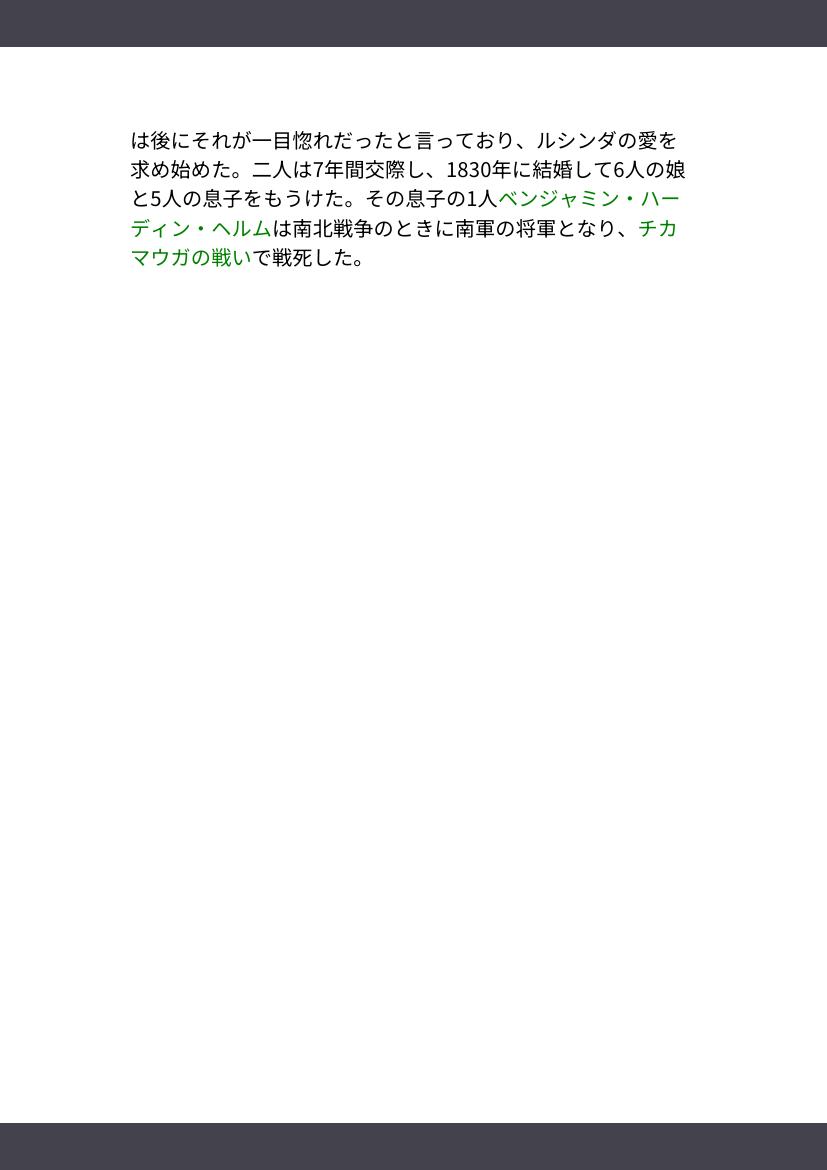 は後にそれが一目惚れだったと言っており、ルシンダの愛を
求め始めた。二人は7年間交際し、1830年に結婚して6人の娘
と5人の息子をもうけた。その息子の1人ベンジャミン・ハー
ディン・ヘルムは南北戦争のときに南軍の将軍となり、チカ
マウガの戦いで戦死した。